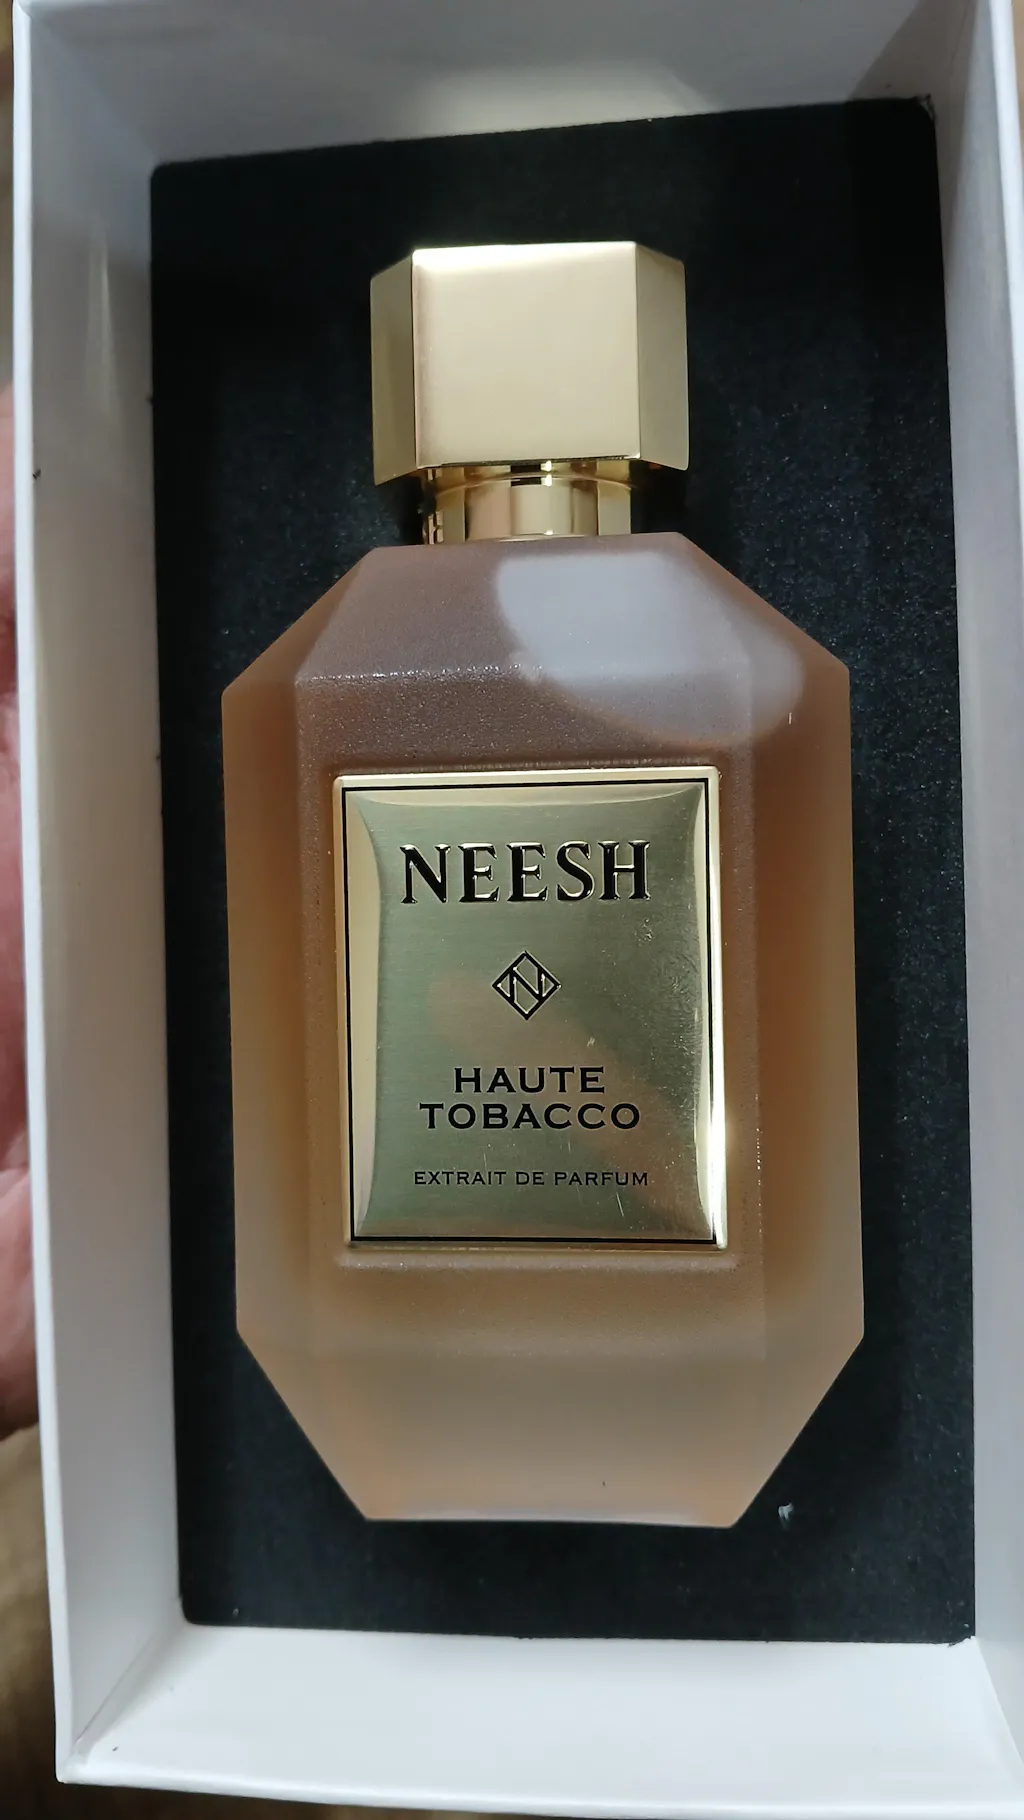 NEESH
N
HAUTE
TOBACCO
EXTRAIT DE PARFUM